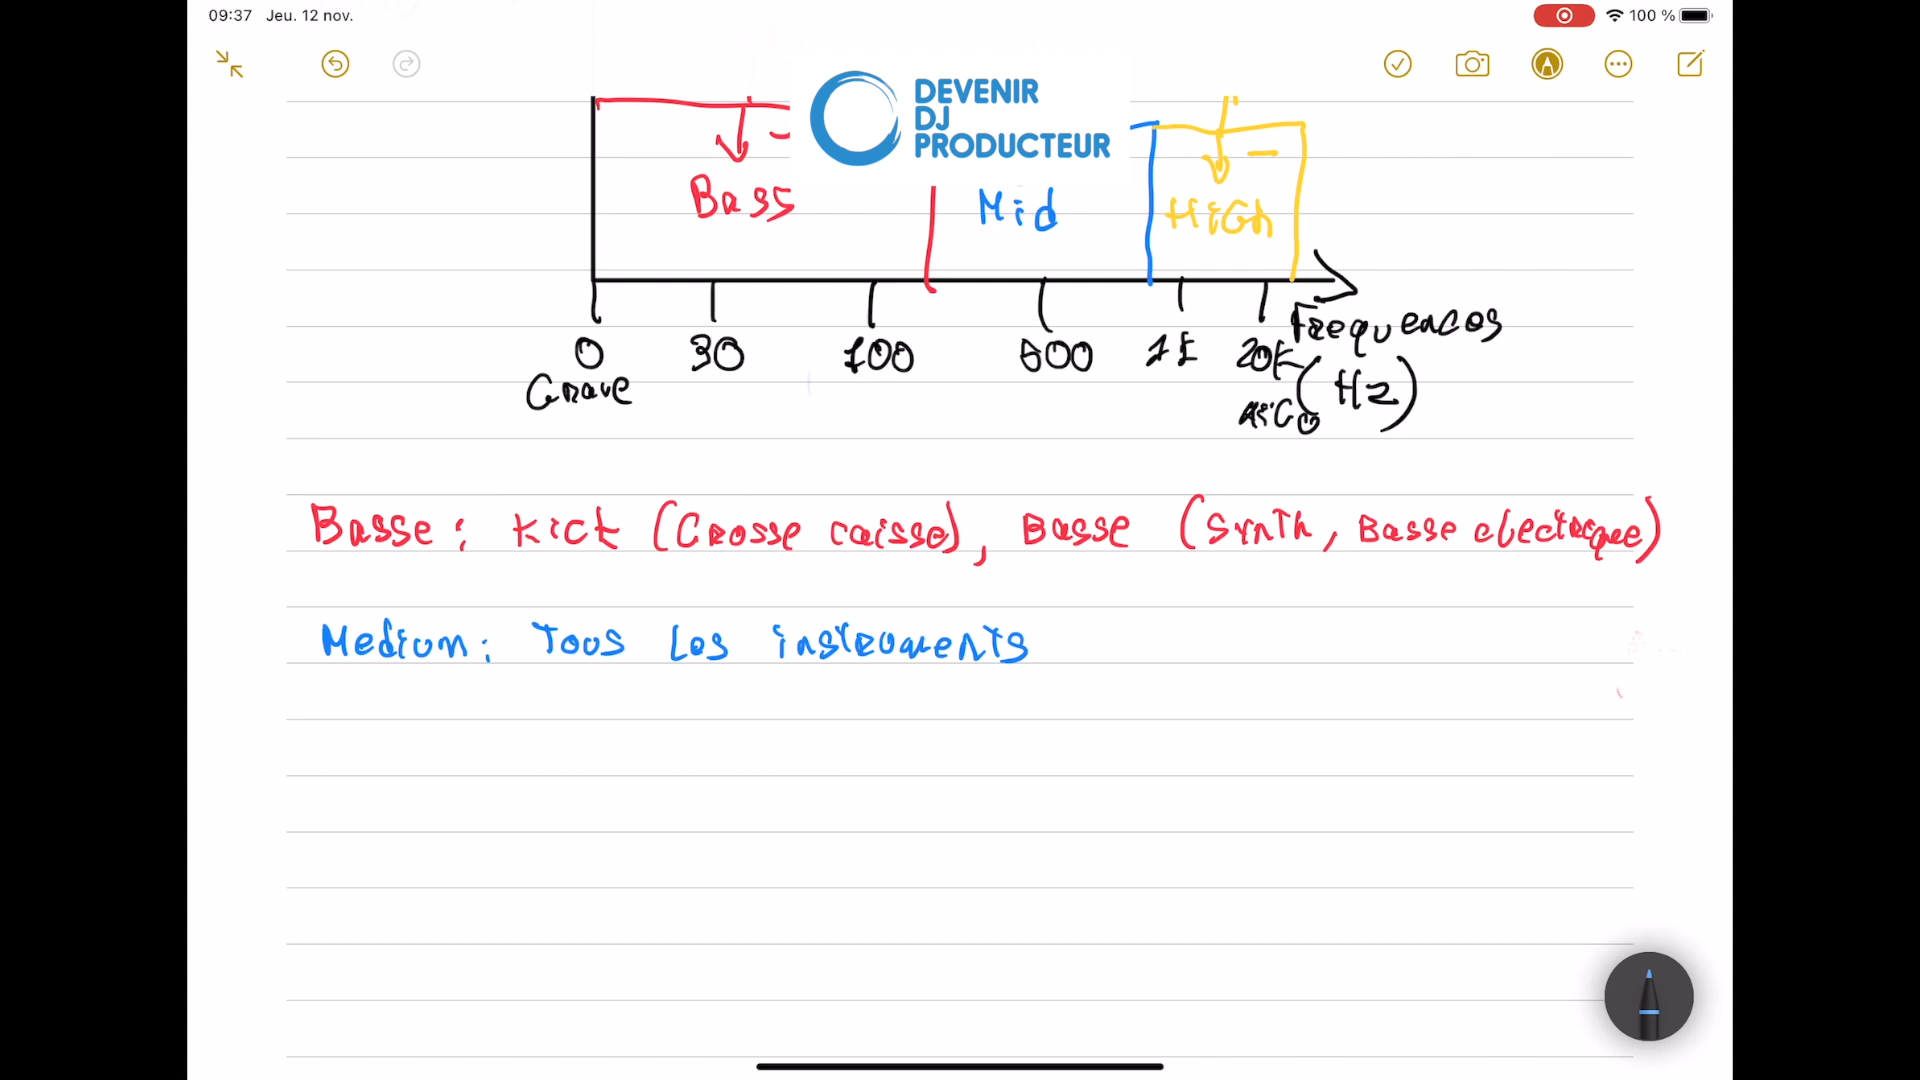 09:37 Jeu. 12 nov.
100 %
DEVENIR
DJ
PRODUCTEUR
Bass
Mid
HiGh
0 30 100 500 1k 20k
Frequences
(Hz)
Grave
AiGu
Basse : Kick (Grosse caisse), Basse (Synth, Basse electrique)
Medium : Tous Les instruments